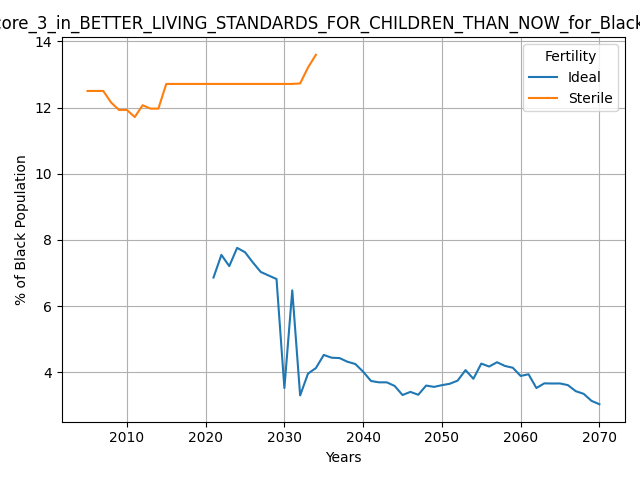 core_3_in_BETTER_LIVING_STANDARDS_FOR_CHILDREN_THAN_NOW_for_Black
14
12
10
8
6
4
% of Black Population
Fertility
Ideal
Sterile
2010 2020 2030 2040 2050 2060 2070
Years